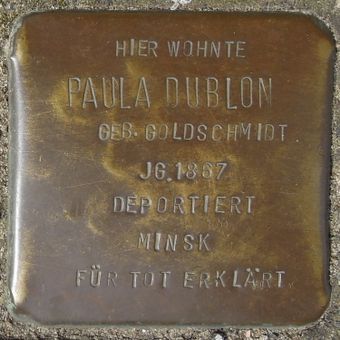 HIER WOHNTE
PAULA DUBLON
GEB. GOLDSCHMIDT
JG. 1867
DEPORTIERT
MINSK
FÜR TOT ERKLÄRT